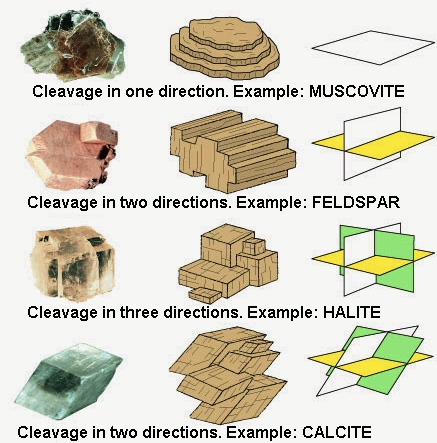 Cleavage in one direction. Example: MUSCOVITE
Cleavage in two directions. Example: FELDSPAR
Cleavage in three directions. Example: HALITE
Cleavage in two directions. Example: CALCITE